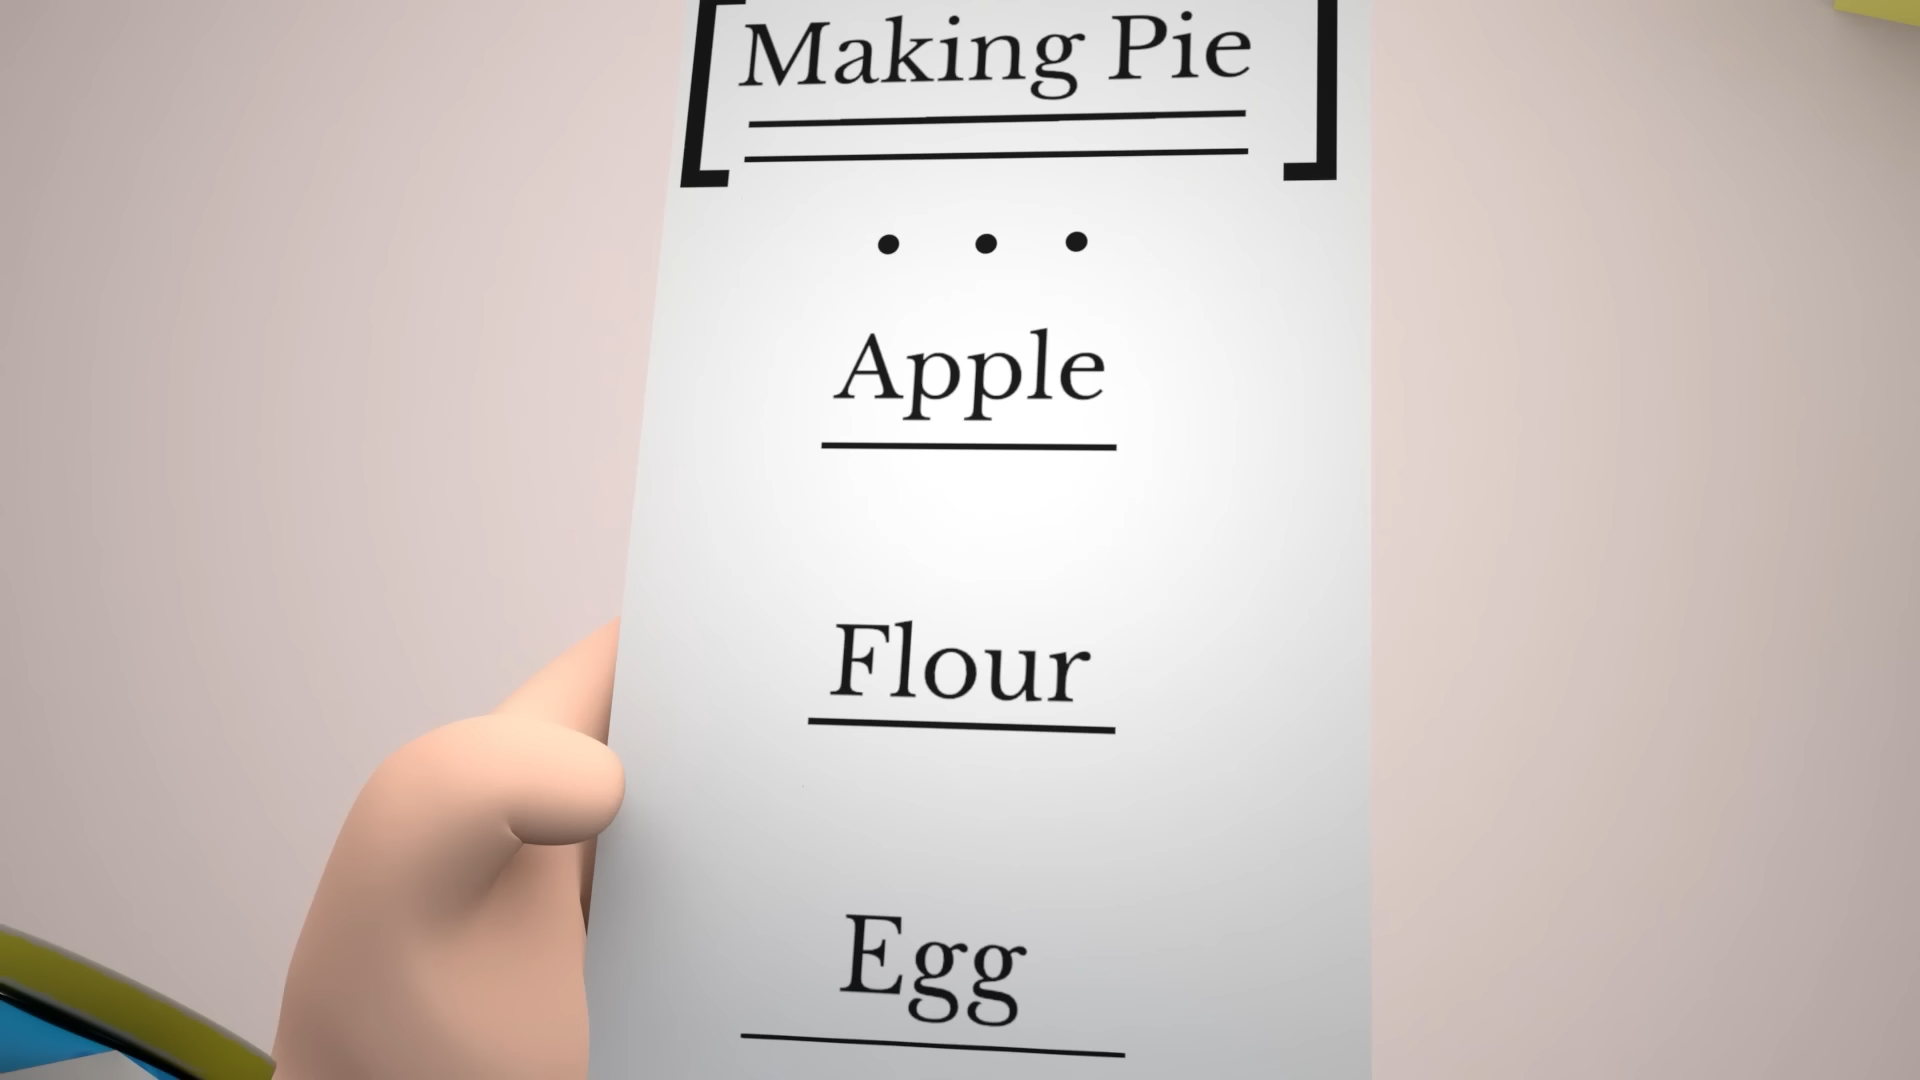 [Making Pie]
• • •
Apple
Flour
Egg